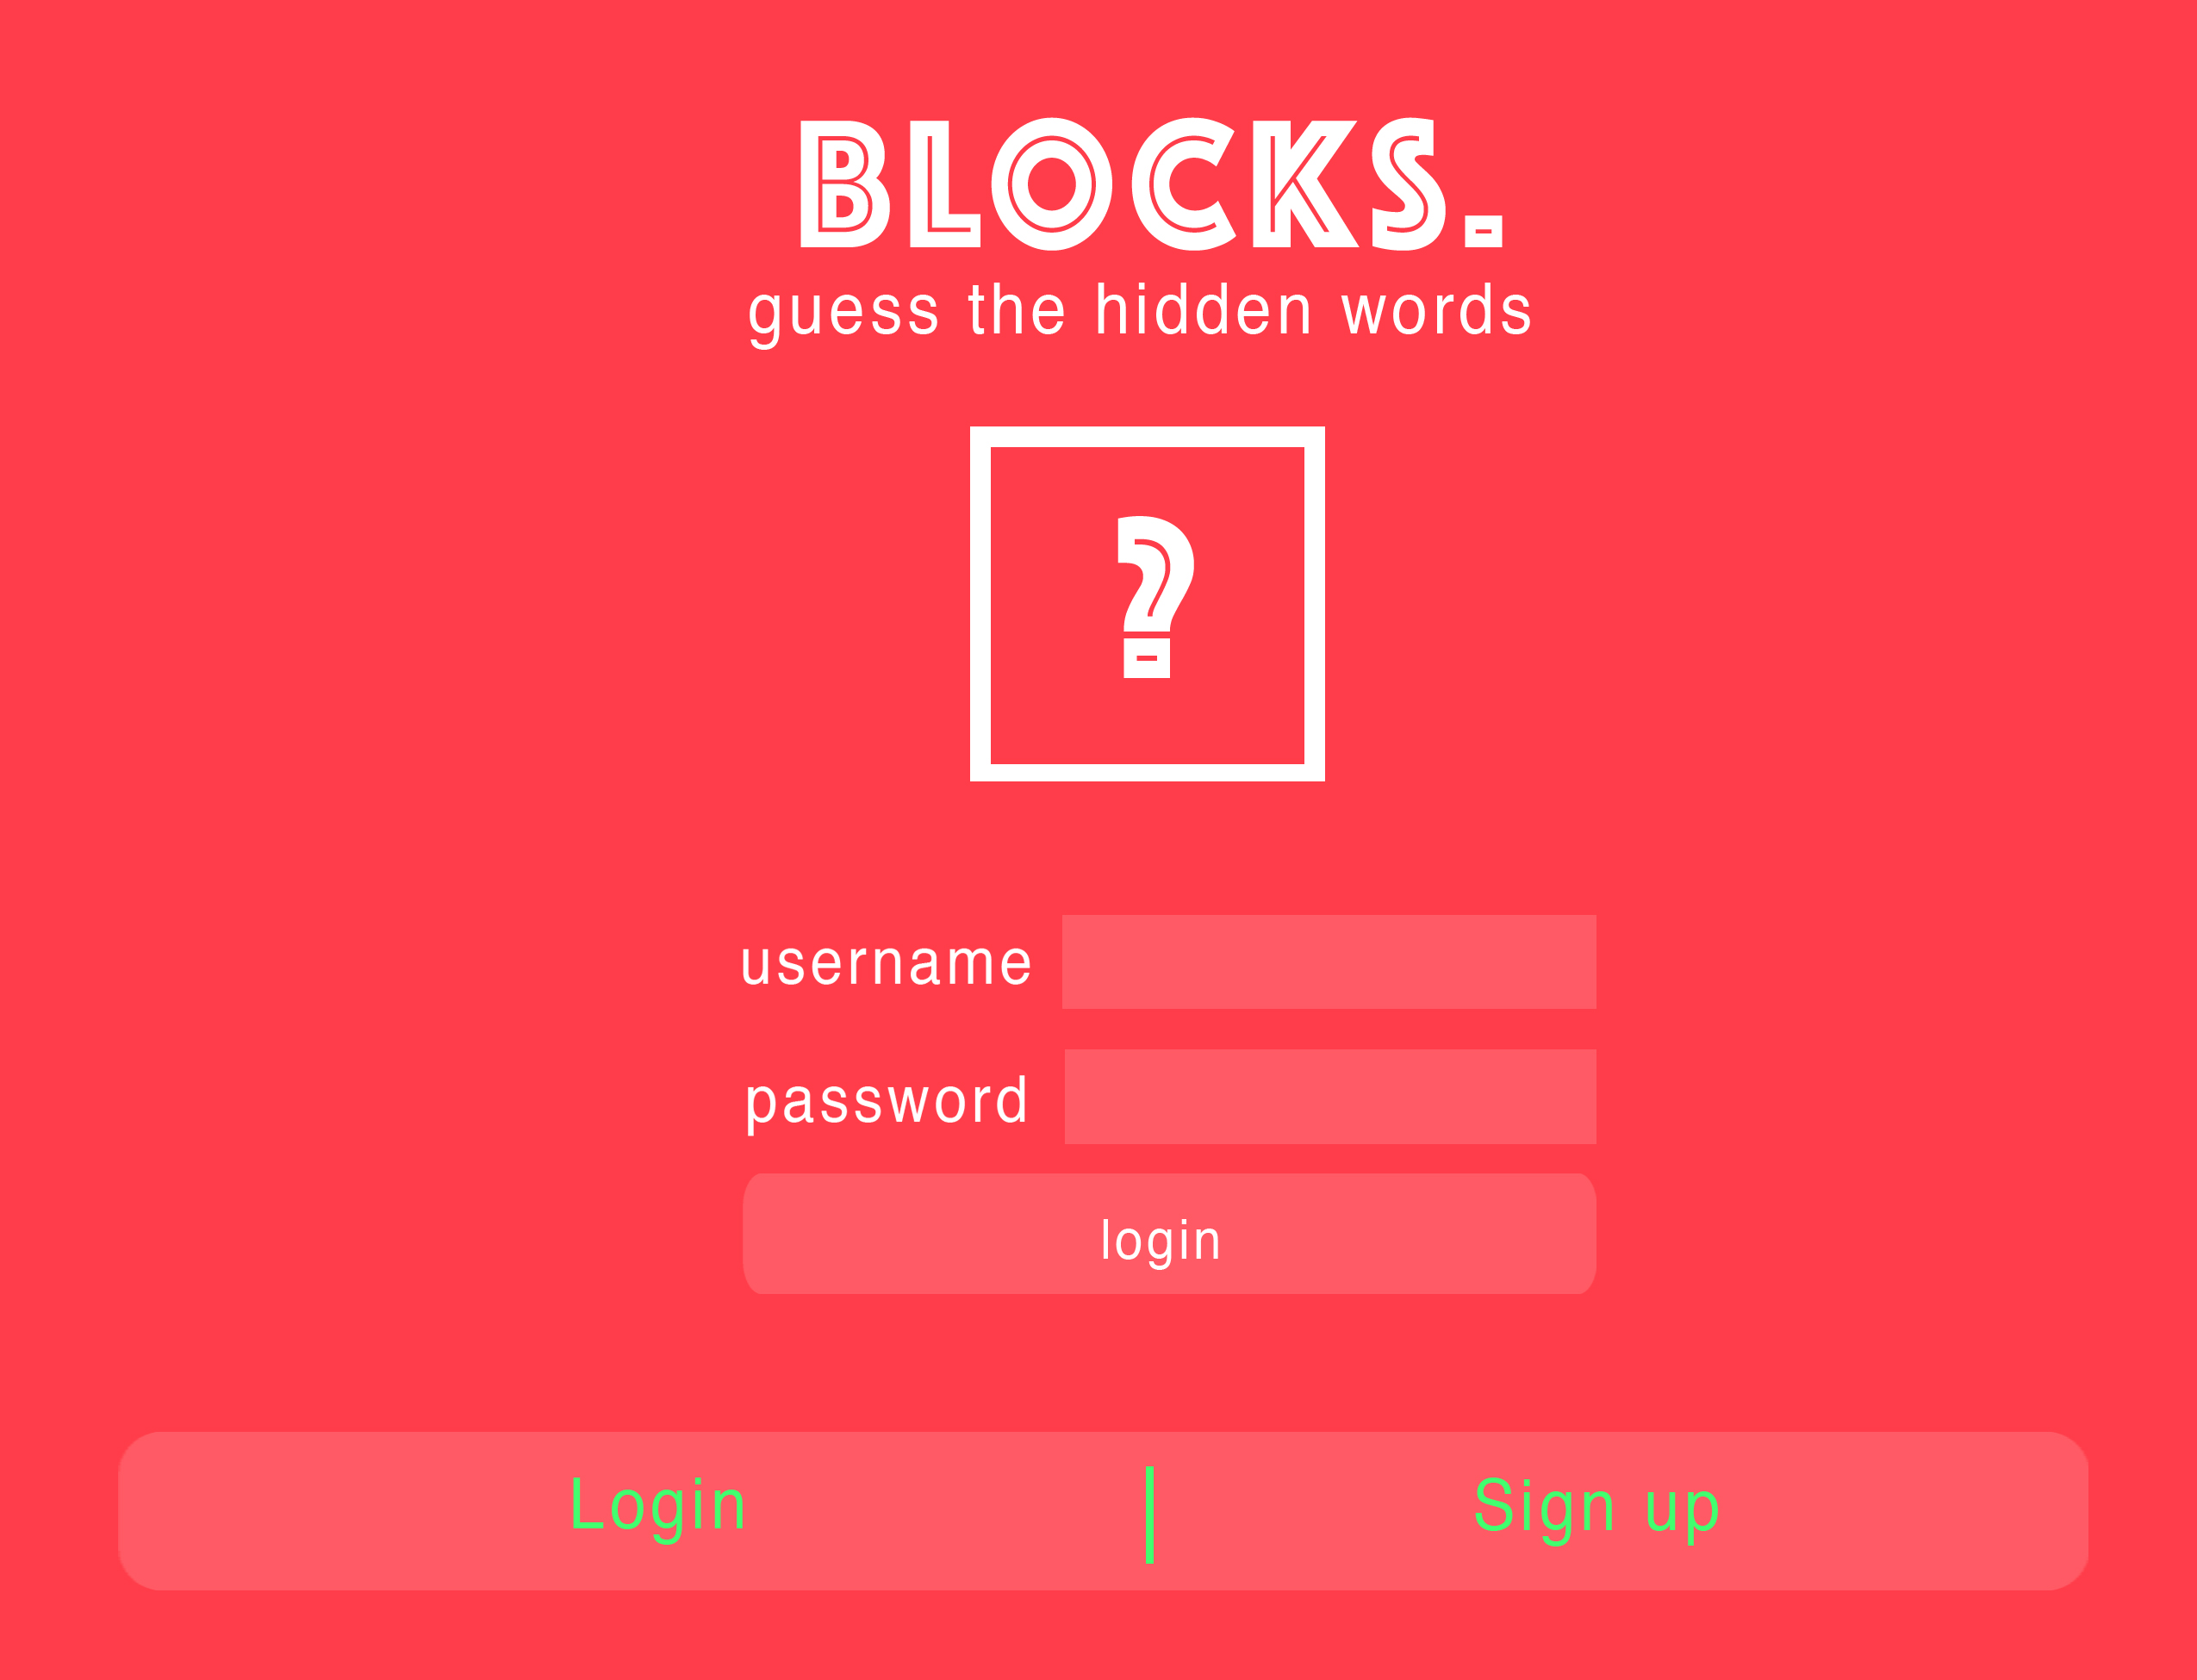 BLOCKS.
guess the hidden words
?
username
password
login
Login | Sign up